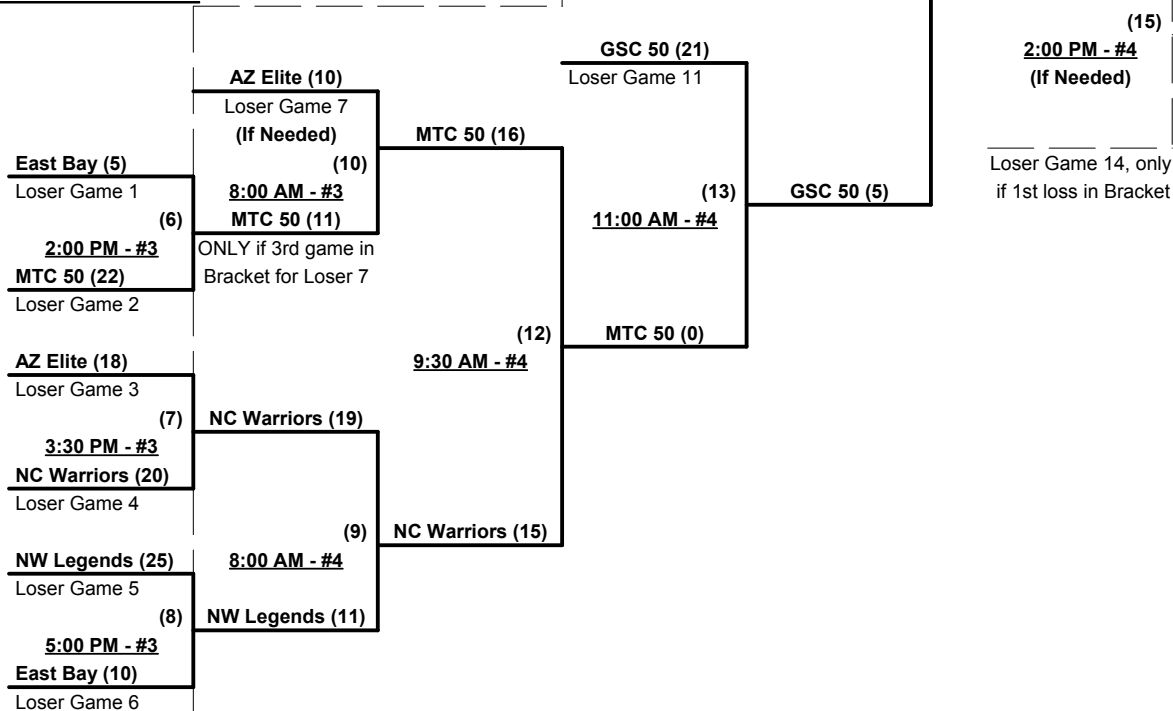 (15)
2:00 PM - #4
(If Needed)
Loser Game 14, only
if 1st loss in Bracket
GSC 50 (21)
Loser Game 11
AZ Elite (10)
Loser Game 7
(If Needed)
(10)
8:00 AM - #3
MTC 50 (11)
ONLY if 3rd game in
Bracket for Loser 7
MTC 50 (16)
East Bay (5)
Loser Game 1
(6)
2:00 PM - #3
MTC 50 (22)
Loser Game 2
(13)
11:00 AM - #4
GSC 50 (5)
(12)
9:30 AM - #4
MTC 50 (0)
AZ Elite (18)
Loser Game 3
(7)
3:30 PM - #3
NC Warriors (20)
Loser Game 4
NC Warriors (19)
(9)
8:00 AM - #4
NC Warriors (15)
NW Legends (25)
Loser Game 5
(8)
5:00 PM - #3
East Bay (10)
Loser Game 6
NW Legends (11)